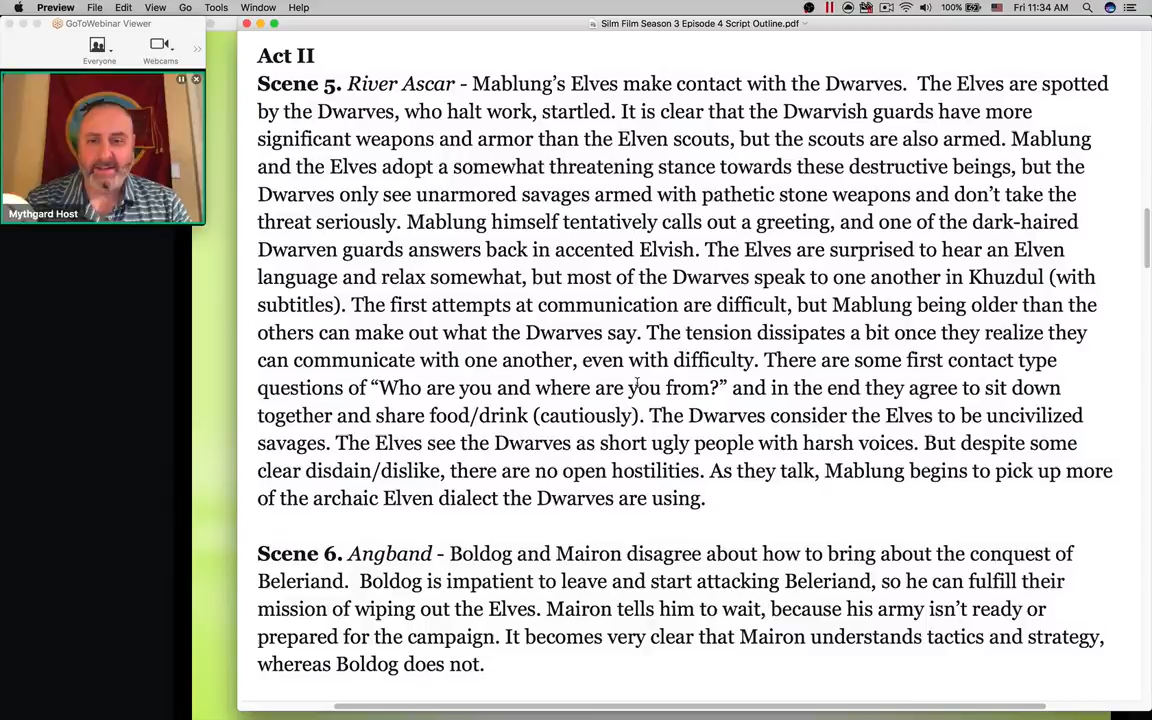 Preview File Edit View Go Tools Window Help 100% Fri 11:34 AM
GoToWebinar Viewer
Silm Film Season 3 Episode 4 Script Outline.pdf
Everyone Webcams
Mythgard Host
Act II
Scene 5. River Ascar - Mablung’s Elves make contact with the Dwarves. The Elves are spotted
by the Dwarves, who halt work, startled. It is clear that the Dwarvish guards have more
significant weapons and armor than the Elven scouts, but the scouts are also armed. Mablung
and the Elves adopt a somewhat threatening stance towards these destructive beings, but the
Dwarves only see unarmored savages armed with pathetic stone weapons and don’t take the
threat seriously. Mablung himself tentatively calls out a greeting, and one of the dark-haired
Dwarven guards answers back in accented Elvish. The Elves are surprised to hear an Elven
language and relax somewhat, but most of the Dwarves speak to one another in Khuzdul (with
subtitles). The first attempts at communication are difficult, but Mablung being older than the
others can make out what the Dwarves say. The tension dissipates a bit once they realize they
can communicate with one another, even with difficulty. There are some first contact type
questions of “Who are you and where are you from?” and in the end they agree to sit down
together and share food/drink (cautiously). The Dwarves consider the Elves to be uncivilized
savages. The Elves see the Dwarves as short ugly people with harsh voices. But despite some
clear disdain/dislike, there are no open hostilities. As they talk, Mablung begins to pick up more
of the archaic Elven dialect the Dwarves are using.
Scene 6. Angband - Boldog and Mairon disagree about how to bring about the conquest of
Beleriand. Boldog is impatient to leave and start attacking Beleriand, so he can fulfill their
mission of wiping out the Elves. Mairon tells him to wait, because his army isn’t ready or
prepared for the campaign. It becomes very clear that Mairon understands tactics and strategy,
whereas Boldog does not.